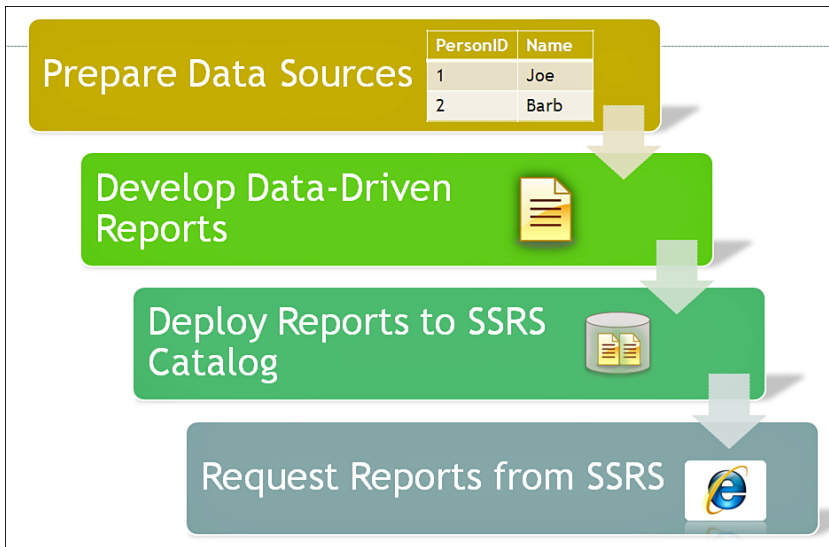 Prepare Data Sources
PersonID Name
1 Joe
2 Barb
Develop Data-Driven
Reports
Deploy Reports to SSRS
Catalog
Request Reports from SSRS